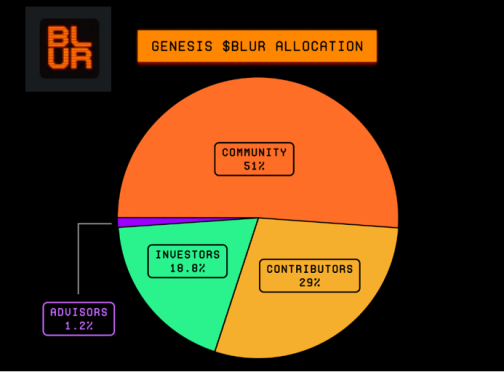 BL
UR
GENESIS $BLUR ALLOCATION
COMMUNITY
51%
INVESTORS
18.8%
CONTRIBUTORS
29%
ADVISORS
1.2%